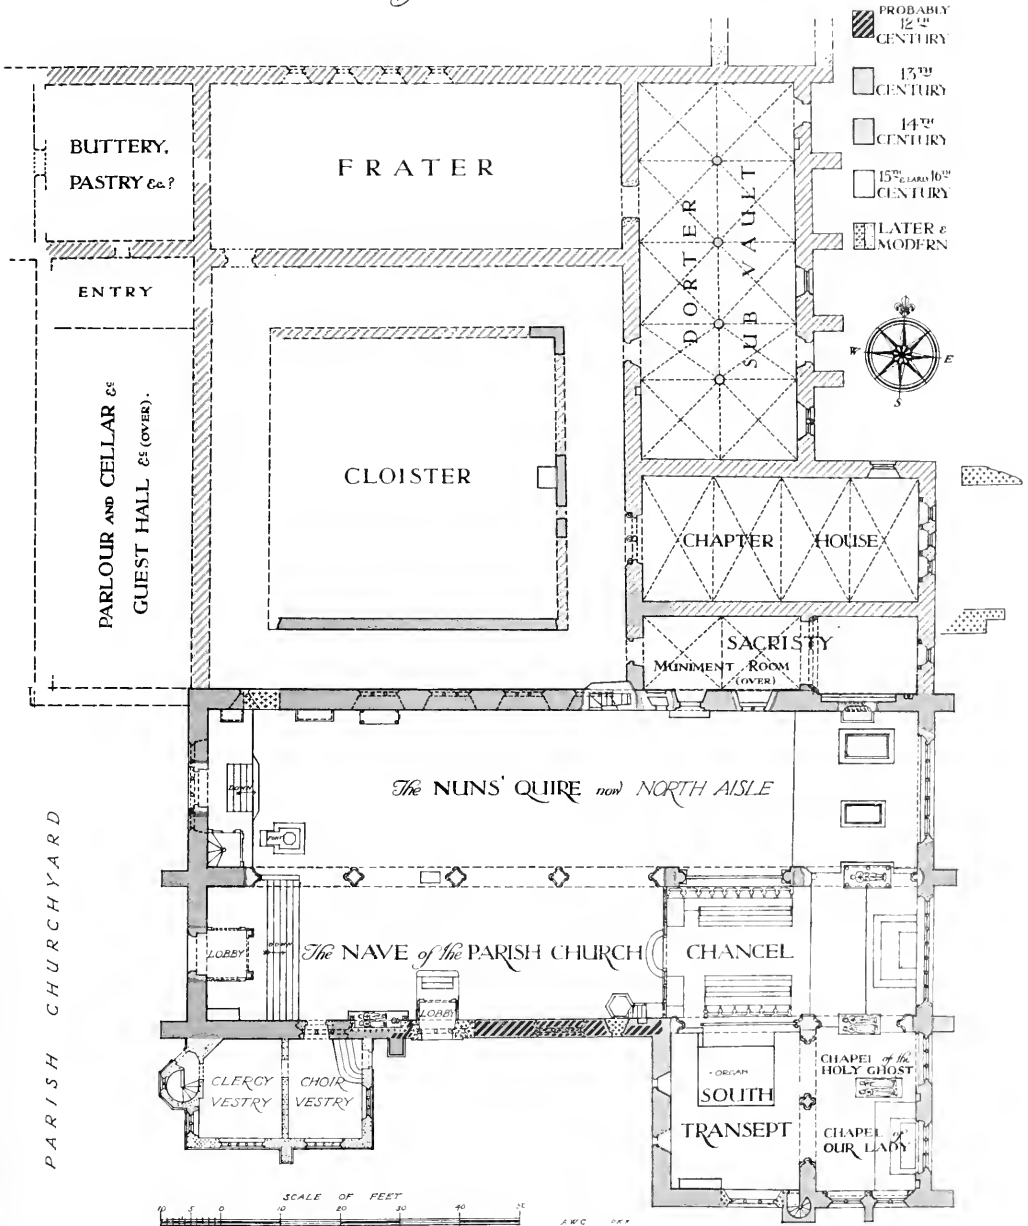 PROBABLY
12TH
CENTURY
13TH
CENTURY
14TH
CENTURY
15TH & EARLY 16TH
CENTURY
LATER &
MODERN
BUTTERY,
PASTRY &c.?
FRATER
DORTER
SUB VAULT
ENTRY
W
E
S
PARLOUR AND CELLAR &c
GUEST HALL &c (OVER).
CLOISTER
CHAPTER HOUSE
SACRISTY
MUNIMENT ROOM
(OVER)
The NUNS' QUIRE now NORTH AISLE
DOWN
FONT
PARISH CHURCHYARD
LOBBY
DOWN
The NAVE of the PARISH CHURCH
CHANCEL
LOBBY
CLERGY
VESTRY
CHOIR
VESTRY
ORGAN
SOUTH
TRANSEPT
CHAPEL of the
HOLY GHOST
CHAPEL of
OUR LADY
SCALE OF FEET
10 5 0 10 20 30 40 50
A W C